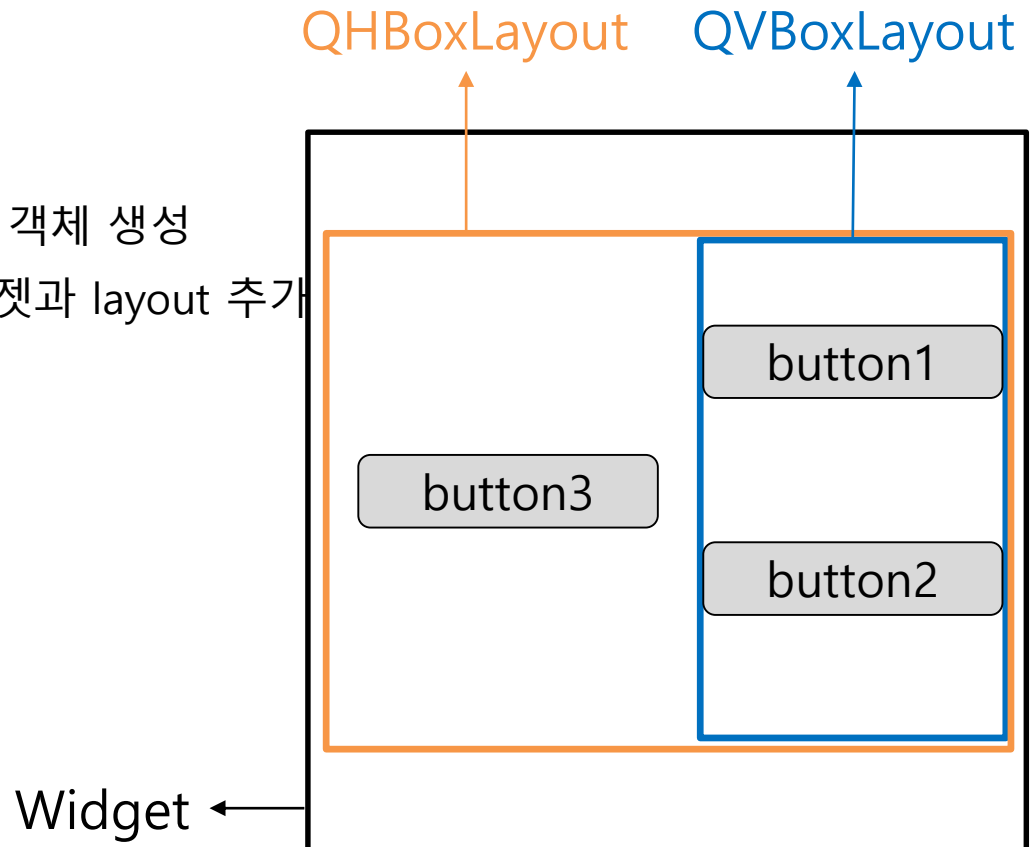 QHBoxLayout QVBoxLayout
객체 생성
젯과 layout 추가
button1
button3
button2
Widget